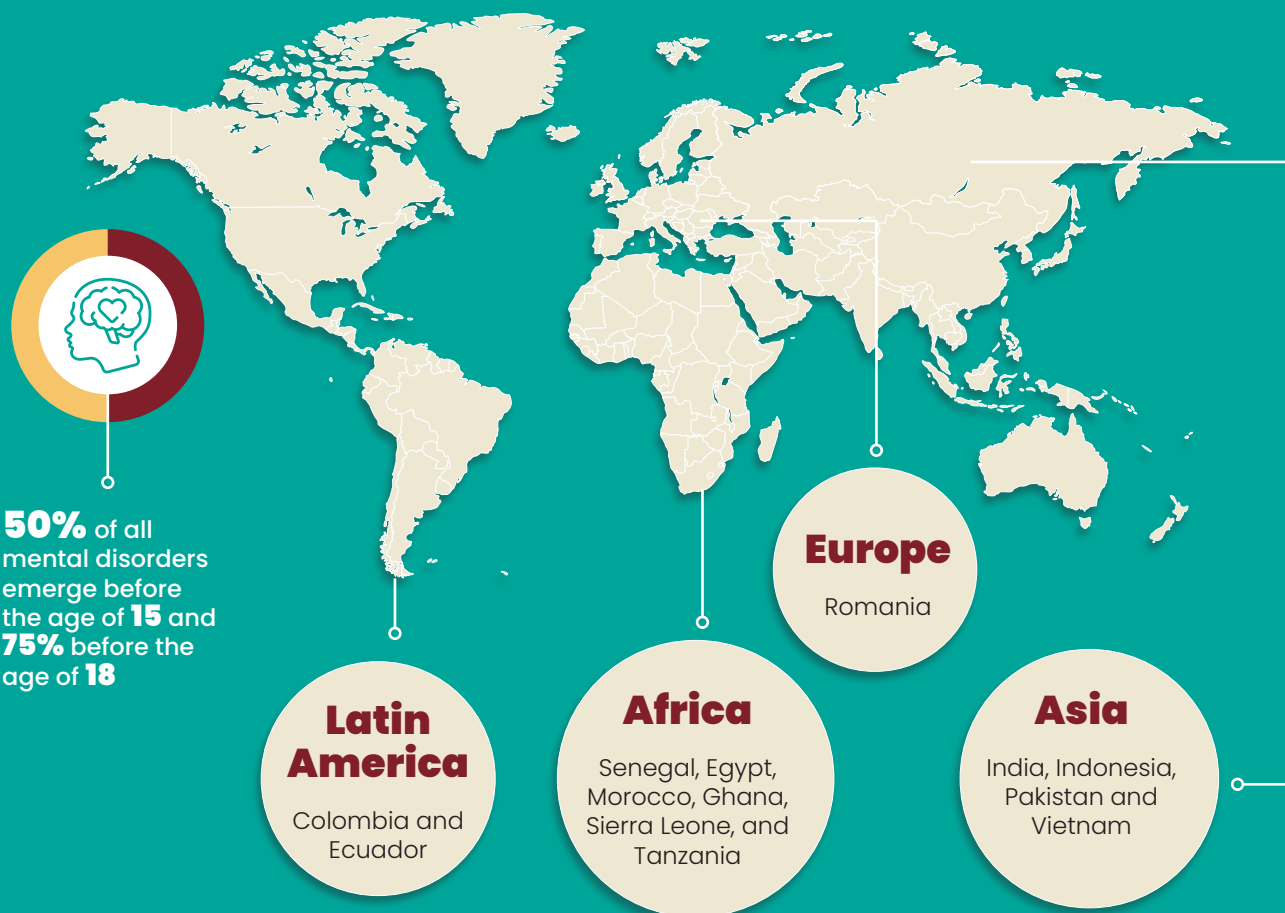 50% of all
mental disorders
emerge before
the age of 15 and
75% before the
age of 18
Latin
America
Colombia and
Ecuador
Africa
Senegal, Egypt,
Morocco, Ghana,
Sierra Leone, and
Tanzania
Europe
Romania
Asia
India, Indonesia,
Pakistan and
Vietnam